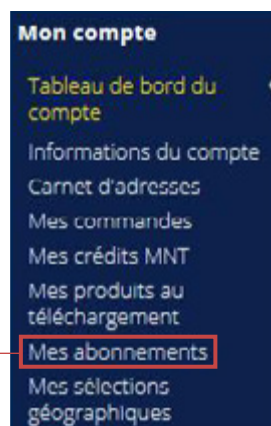 Mon compte
Tableau de bord du
compte
Informations du compte
Carnet d'adresses
Mes commandes
Mes crédits MNT
Mes produits au
téléchargement
Mes abonnements
Mes sélections
géographiques